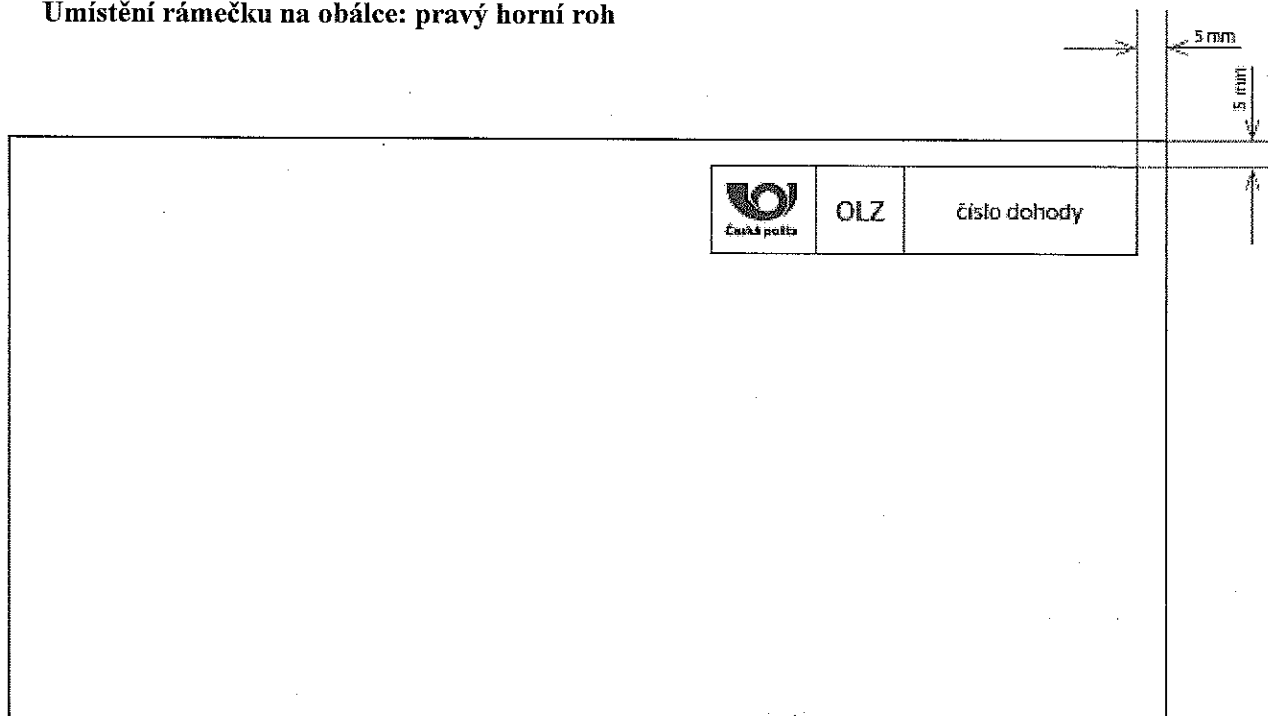 Umístění rámečku na obálce: pravý horní roh
5 mm
5 mm
Česká pošta
OLZ
číslo dohody